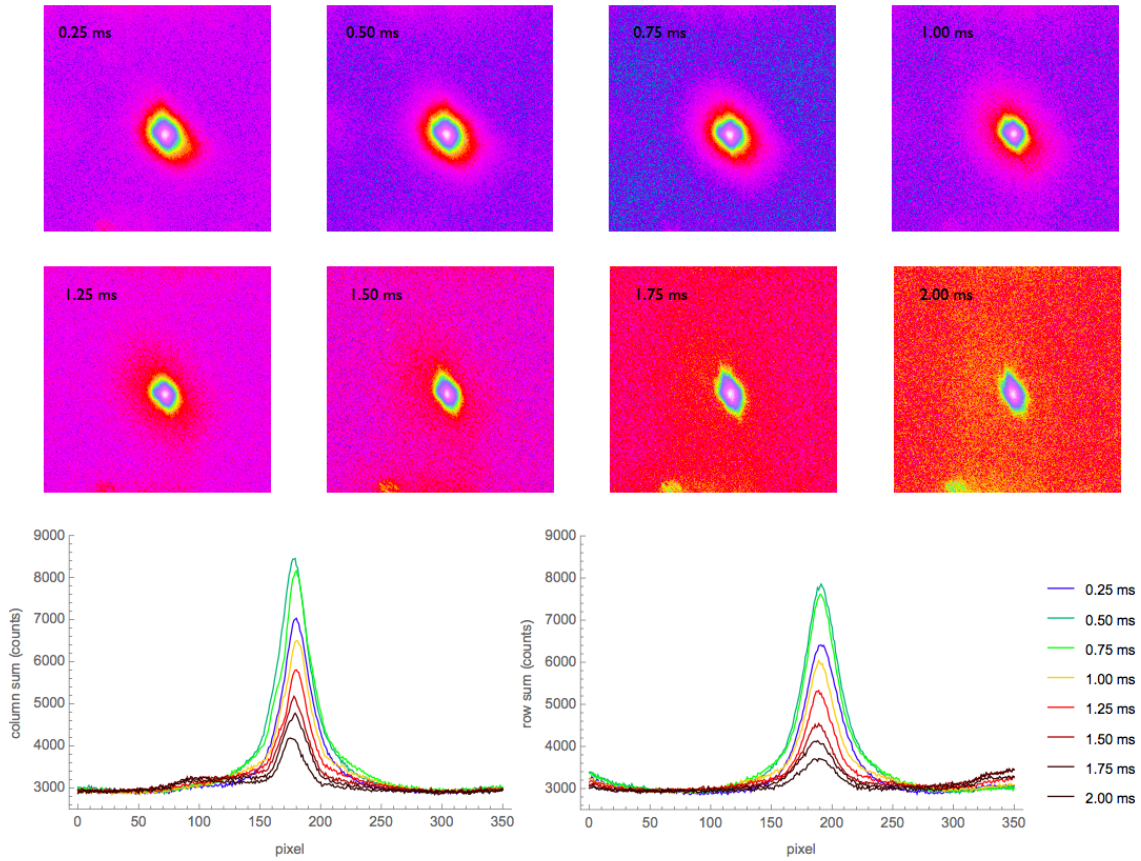 0.25 ms
0.50 ms
0.75 ms
1.00 ms
1.25 ms
1.50 ms
1.75 ms
2.00 ms
column sum (counts)
9000
8000
7000
6000
5000
4000
3000
0 50 100 150 200 250 300 350
pixel
row sum (counts)
9000
8000
7000
6000
5000
4000
3000
0 50 100 150 200 250 300 350
pixel
0.25 ms
0.50 ms
0.75 ms
1.00 ms
1.25 ms
1.50 ms
1.75 ms
2.00 ms